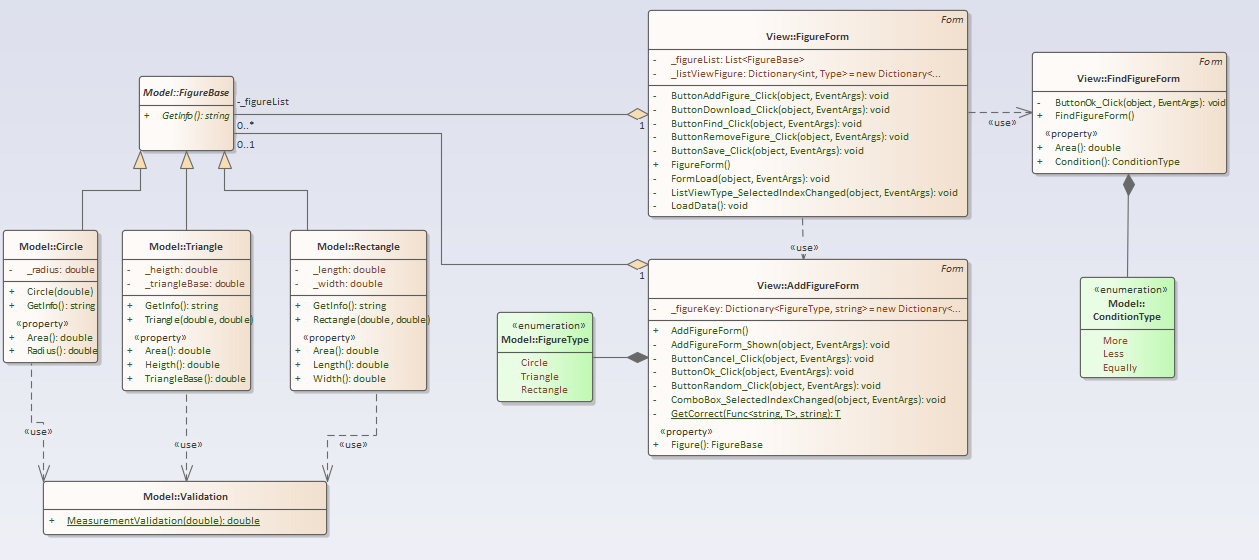 Form
View::FigureForm
- _figureList: List<FigureBase>
- _listViewFigure: Dictionary<int, Type> = new Dictionary<...
- ButtonAddFigure_Click(object, EventArgs): void
- ButtonDownload_Click(object, EventArgs): void
- ButtonFind_Click(object, EventArgs): void
- ButtonRemoveFigure_Click(object, EventArgs): void
- ButtonSave_Click(object, EventArgs): void
+ FigureForm()
- FormLoad(object, EventArgs): void
- ListViewType_SelectedIndexChanged(object, EventArgs): void
- LoadData(): void
Form
View::FindFigureForm
- ButtonOk_Click(object, EventArgs): void
+ FindFigureForm()
«property»
+ Area(): double
+ Condition(): ConditionType
Model::FigureBase
+ GetInfo(): string
-_figureList
0..*
0..1
1
«use»
«use»
1
Model::Circle
- _radius: double
+ Circle(double)
+ GetInfo(): string
«property»
+ Area(): double
+ Radius(): double
Model::Triangle
- _heigth: double
- _triangleBase: double
+ GetInfo(): string
+ Triangle(double, double)
«property»
+ Area(): double
+ Heigth(): double
+ TriangleBase(): double
Model::Rectangle
- _length: double
- _width: double
+ GetInfo(): string
+ Rectangle(double, double)
«property»
+ Area(): double
+ Length(): double
+ Width(): double
Form
View::AddFigureForm
- _figureKey: Dictionary<FigureType, string> = new Dictionary<...
+ AddFigureForm()
- AddFigureForm_Shown(object, EventArgs): void
- ButtonCancel_Click(object, EventArgs): void
- ButtonOk_Click(object, EventArgs): void
- ButtonRandom_Click(object, EventArgs): void
- ComboBox_SelectedIndexChanged(object, EventArgs): void
- GetCorrect(Func<string, T>, string): T
«property»
+ Figure(): FigureBase
«enumeration»
Model::FigureType
Circle
Triangle
Rectangle
«enumeration»
Model::
ConditionType
More
Less
Equally
«use»
«use»
«use»
Model::Validation
+ MeasurementValidation(double): double